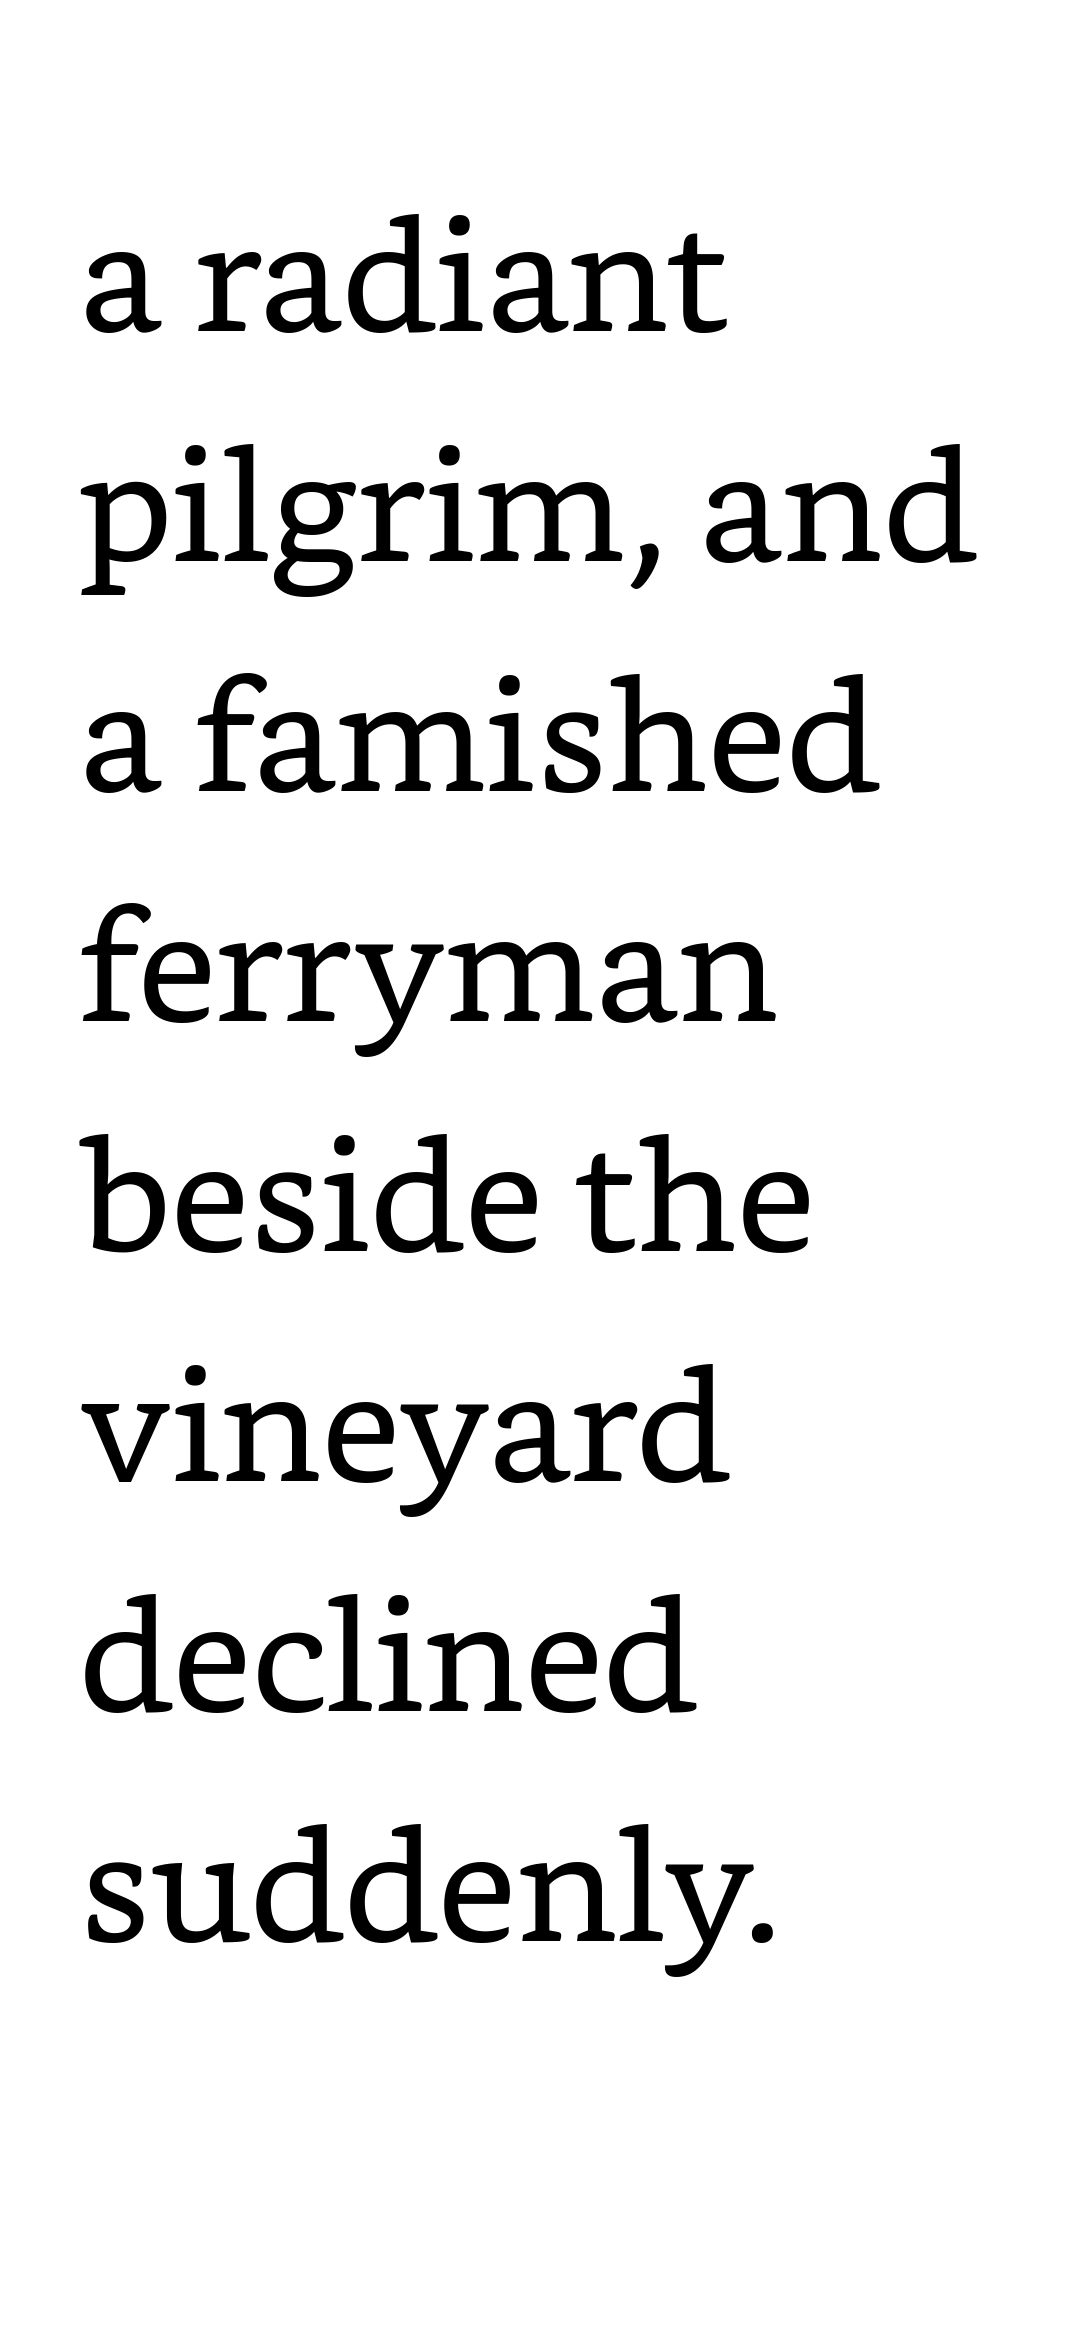 a radiant
pilgrim, and
a famished
ferryman
beside the
vineyard
declined
suddenly.